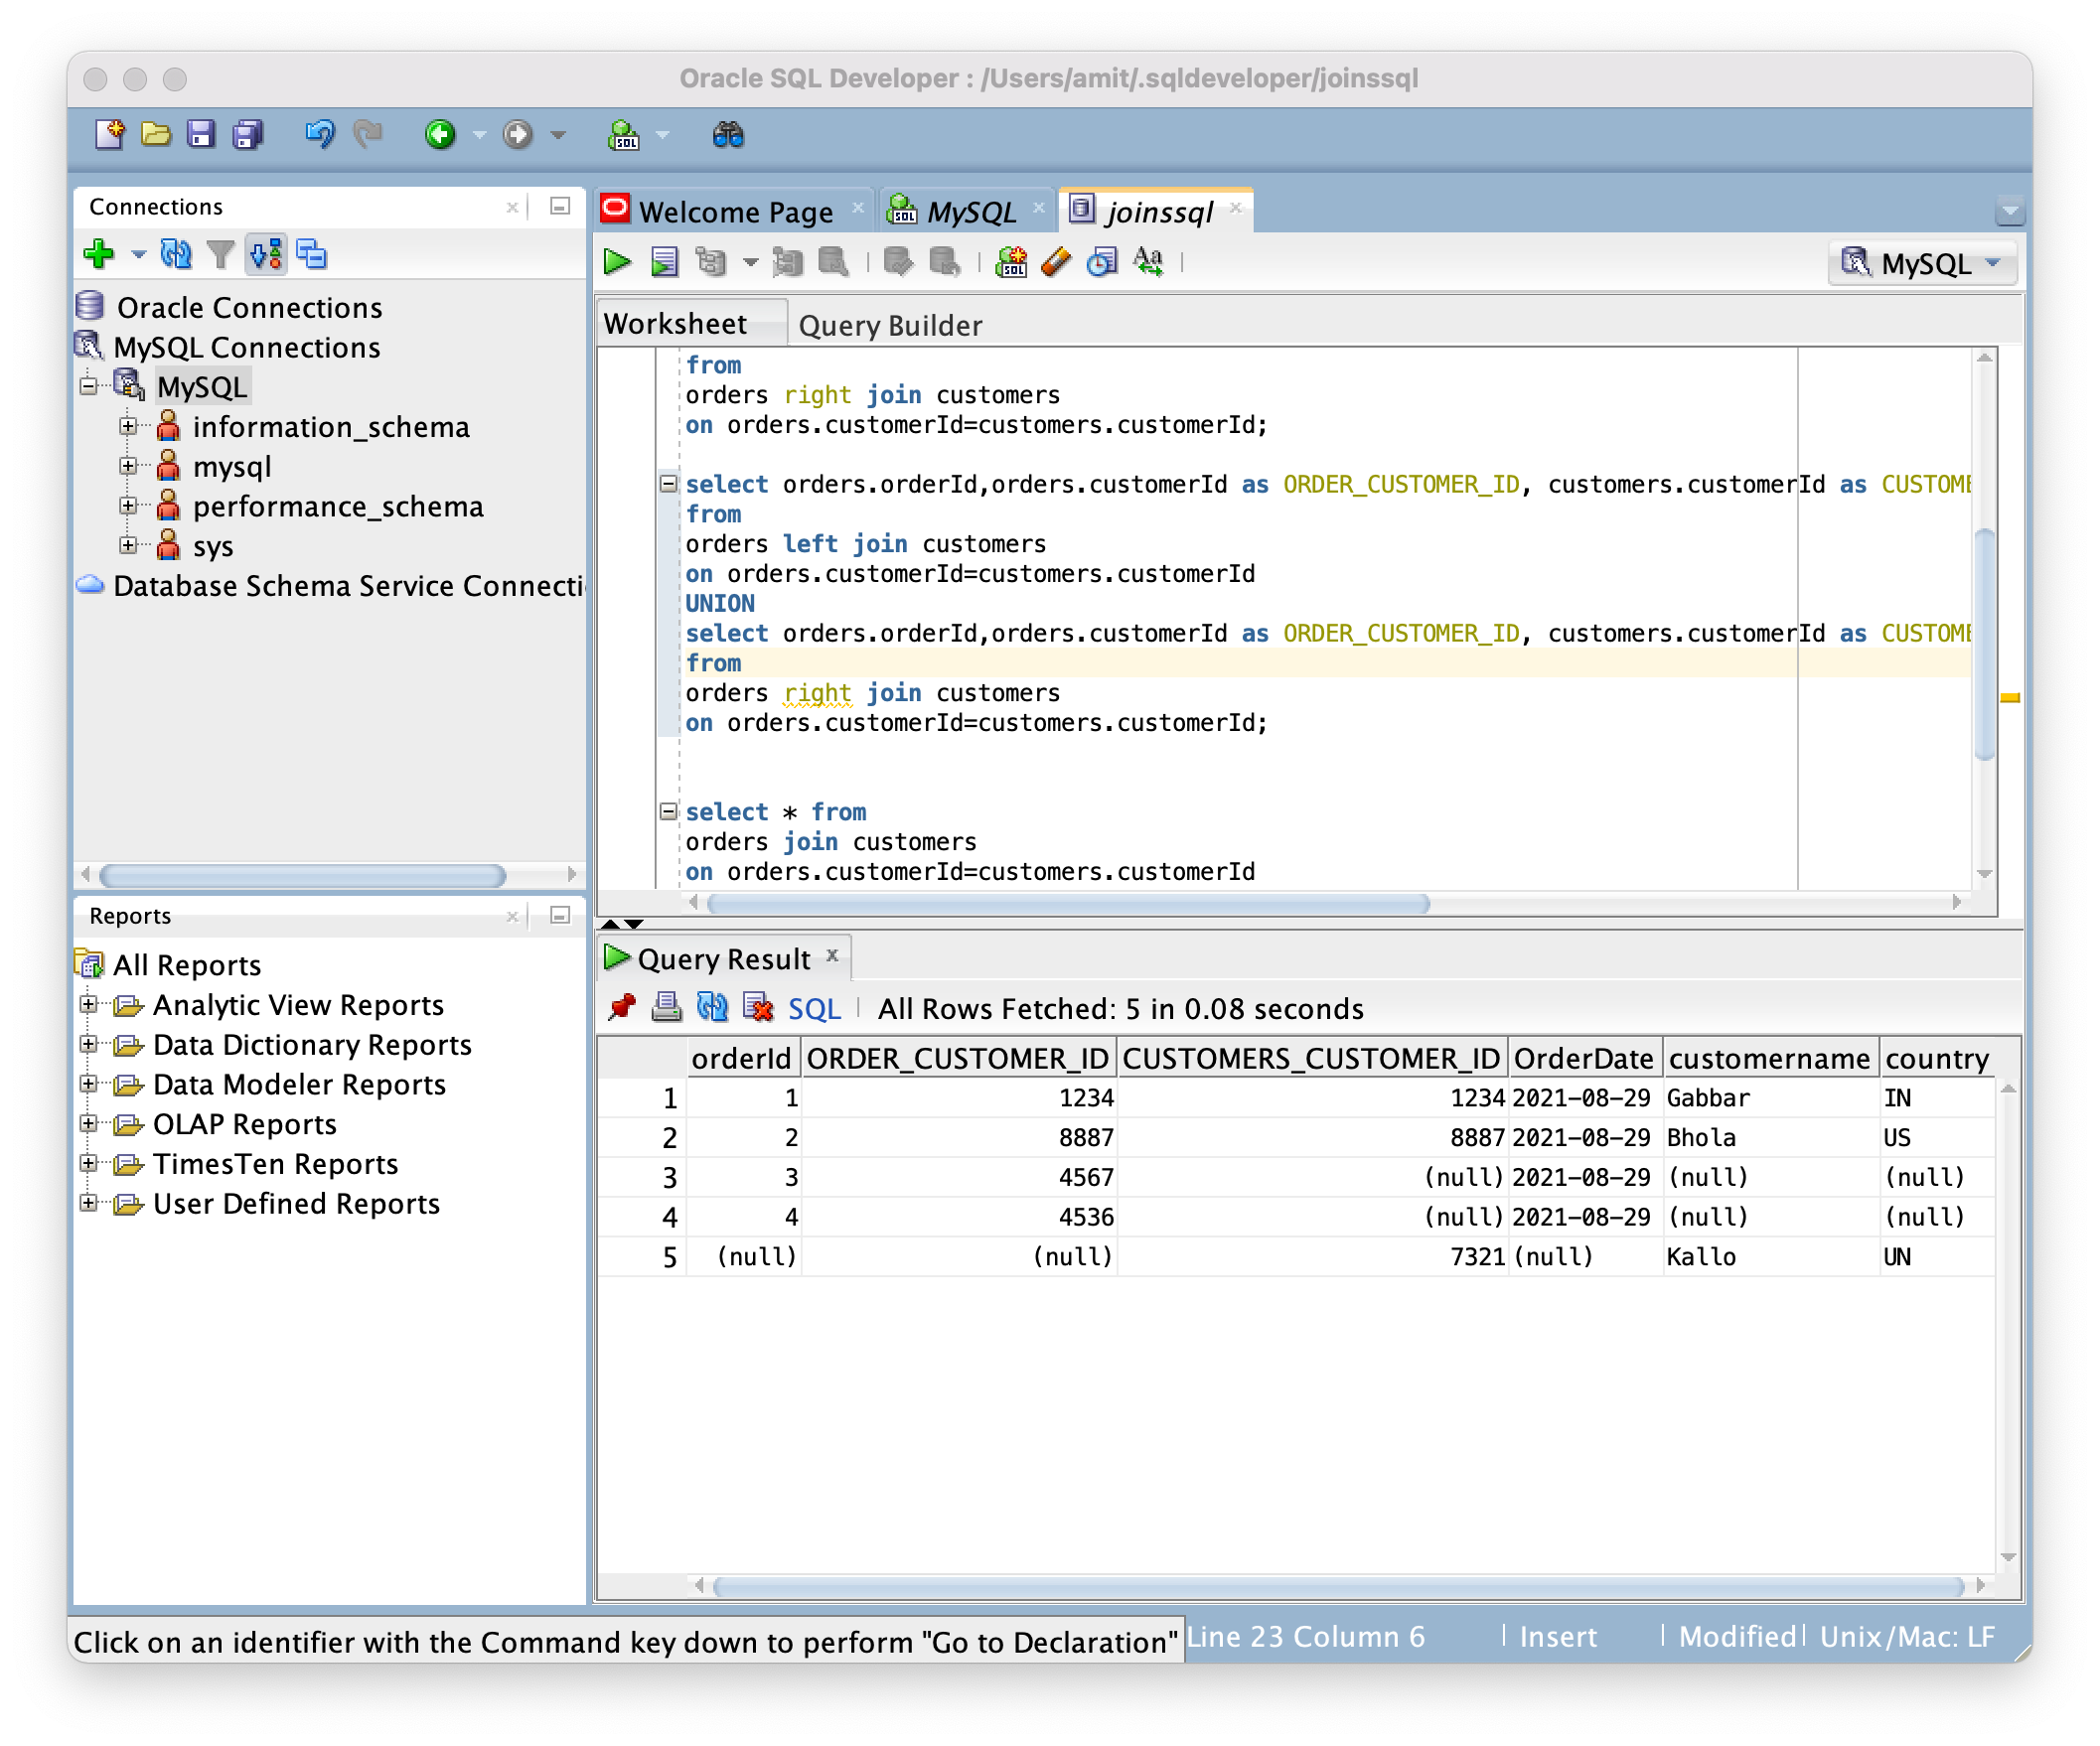 Oracle SQL Developer : /Users/amit/.sqldeveloper/joinssql
Connections
Oracle Connections
MySQL Connections
MySQL
information_schema
mysql
performance_schema
sys
Database Schema Service Connecti
Reports
All Reports
Analytic View Reports
Data Dictionary Reports
Data Modeler Reports
OLAP Reports
TimesTen Reports
User Defined Reports
Welcome Page
MySQL
joinssql
MySQL
Worksheet
Query Builder
from
orders right join customers
on orders.customerId=customers.customerId;
select orders.orderId,orders.customerId as ORDER_CUSTOMER_ID, customers.customerId as CUSTOME
from
orders left join customers
on orders.customerId=customers.customerId
UNION
select orders.orderId,orders.customerId as ORDER_CUSTOMER_ID, customers.customerId as CUSTOME
from
orders right join customers
on orders.customerId=customers.customerId;
select * from
orders join customers
on orders.customerId=customers.customerId
Query Result
SQL All Rows Fetched: 5 in 0.08 seconds
orderId ORDER_CUSTOMER_ID CUSTOMERS_CUSTOMER_ID OrderDate customername country
1 1 1234 1234 2021-08-29 Gabbar IN
2 2 8887 8887 2021-08-29 Bhola US
3 3 4567 (null) 2021-08-29 (null) (null)
4 4 4536 (null) 2021-08-29 (null) (null)
5 (null) (null) 7321 (null) Kallo UN
Click on an identifier with the Command key down to perform "Go to Declaration"
Line 23 Column 6 Insert Modified Unix/Mac: LF